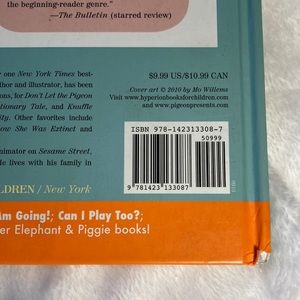 the beginning-reader genre."
—The Bulletin (starred review)
$9.99 US/$10.99 CAN
Cover art © 2010 by Mo Willems
Visit www.hyperionbooksforchildren.com
and www.pigeonpresents.com
one New York Times best-
author and illustrator, has been
ons, for Don't Let the Pigeon
tionary Tale, and Knuffle
ity. Other favorites include
ow She Was Extinct and
nimator on Sesame Street,
e lives with his family in
LDREN / New York
ISBN 978-142313308-7
50999
9 781423 133087
Am Going!; Can I Play Too?;
er Elephant & Piggie books!